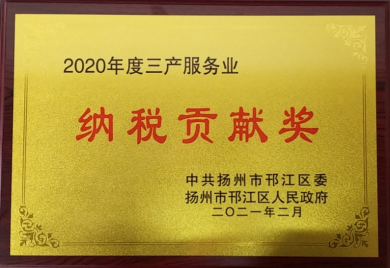 2020年度三产服务业
纳税贡献奖
中共扬州市邗江区委
扬州市邗江区人民政府
二〇二一年二月